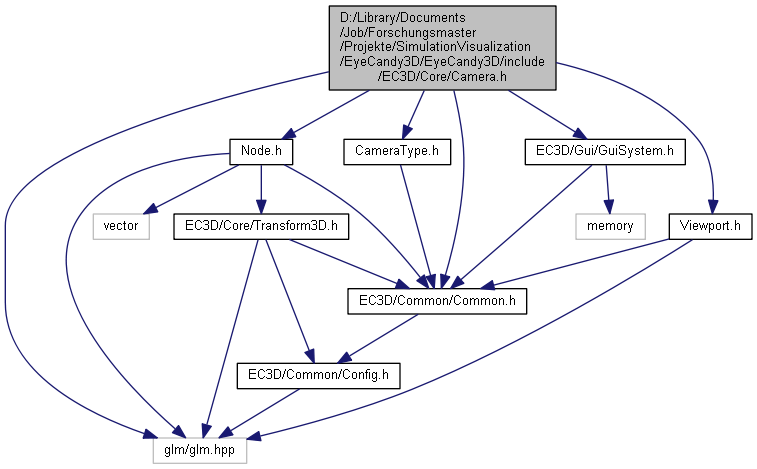 D:/Library/Documents
/Job/Forschungsmaster
/Projekte/SimulationVisualization
/EyeCandy3D/EyeCandy3D/include
/EC3D/Core/Camera.h
Node.h
CameraType.h
EC3D/Gui/GuiSystem.h
vector
EC3D/Core/Transform3D.h
memory
Viewport.h
EC3D/Common/Common.h
EC3D/Common/Config.h
glm/glm.hpp